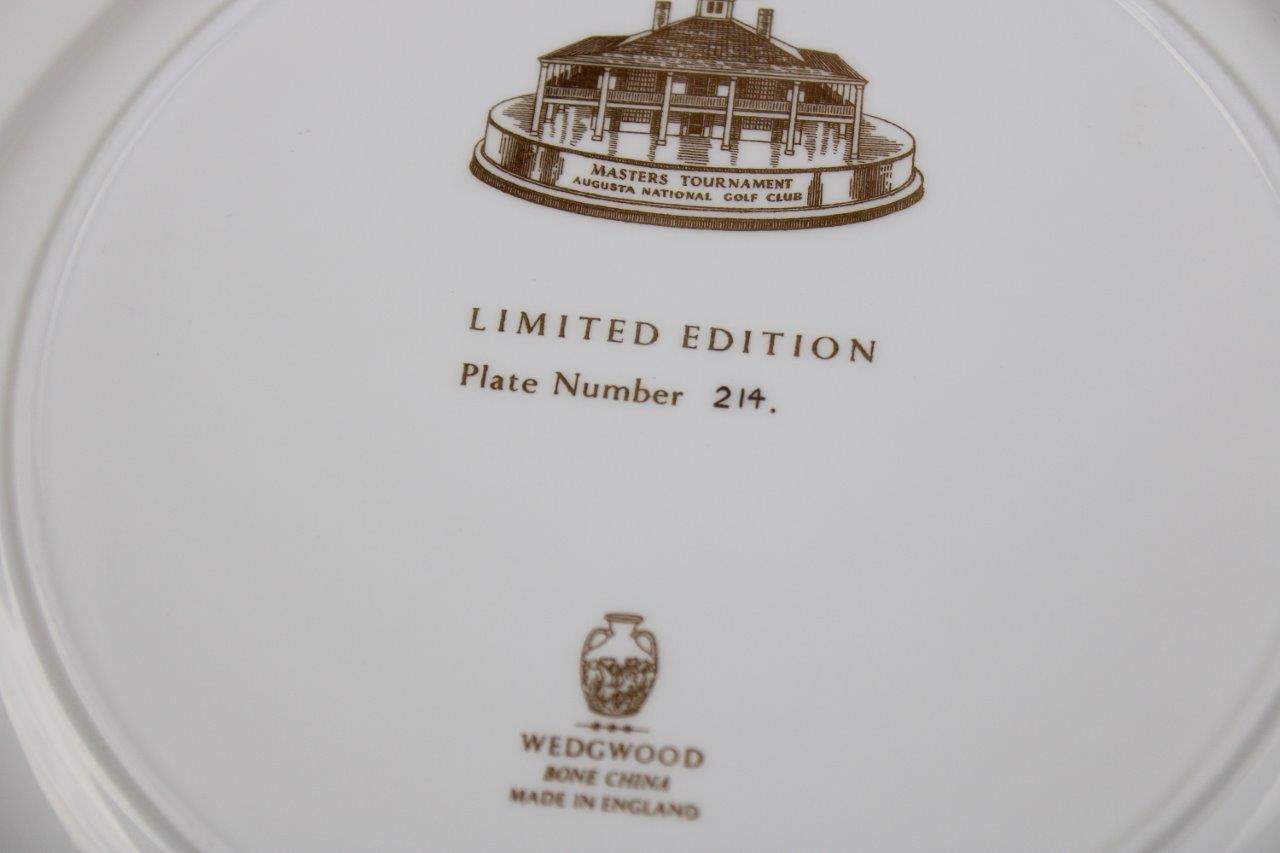 MASTERS TOURNAMENT
AUGUSTA NATIONAL GOLF CLUB
LIMITED EDITION
Plate Number 214.
WEDGWOOD
BONE CHINA
MADE IN ENGLAND